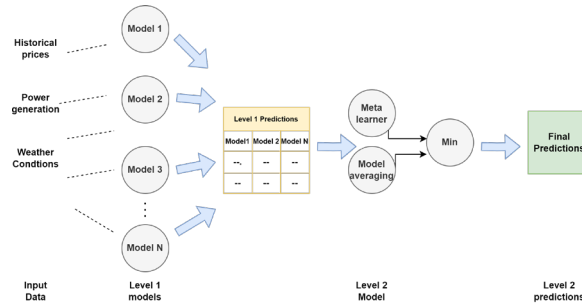 Historical
prices
Power
generation
Weather
Condtions
Model 1
Model 2
Model 3
Model N
Level 1 Predictions
Model1 Model 2 Model N
--. -- --
-- -- --
Meta
learner
Model
averaging
Min
Final
Predictions
Input
Data
Level 1
models
Level 2
Model
Level 2
predictions